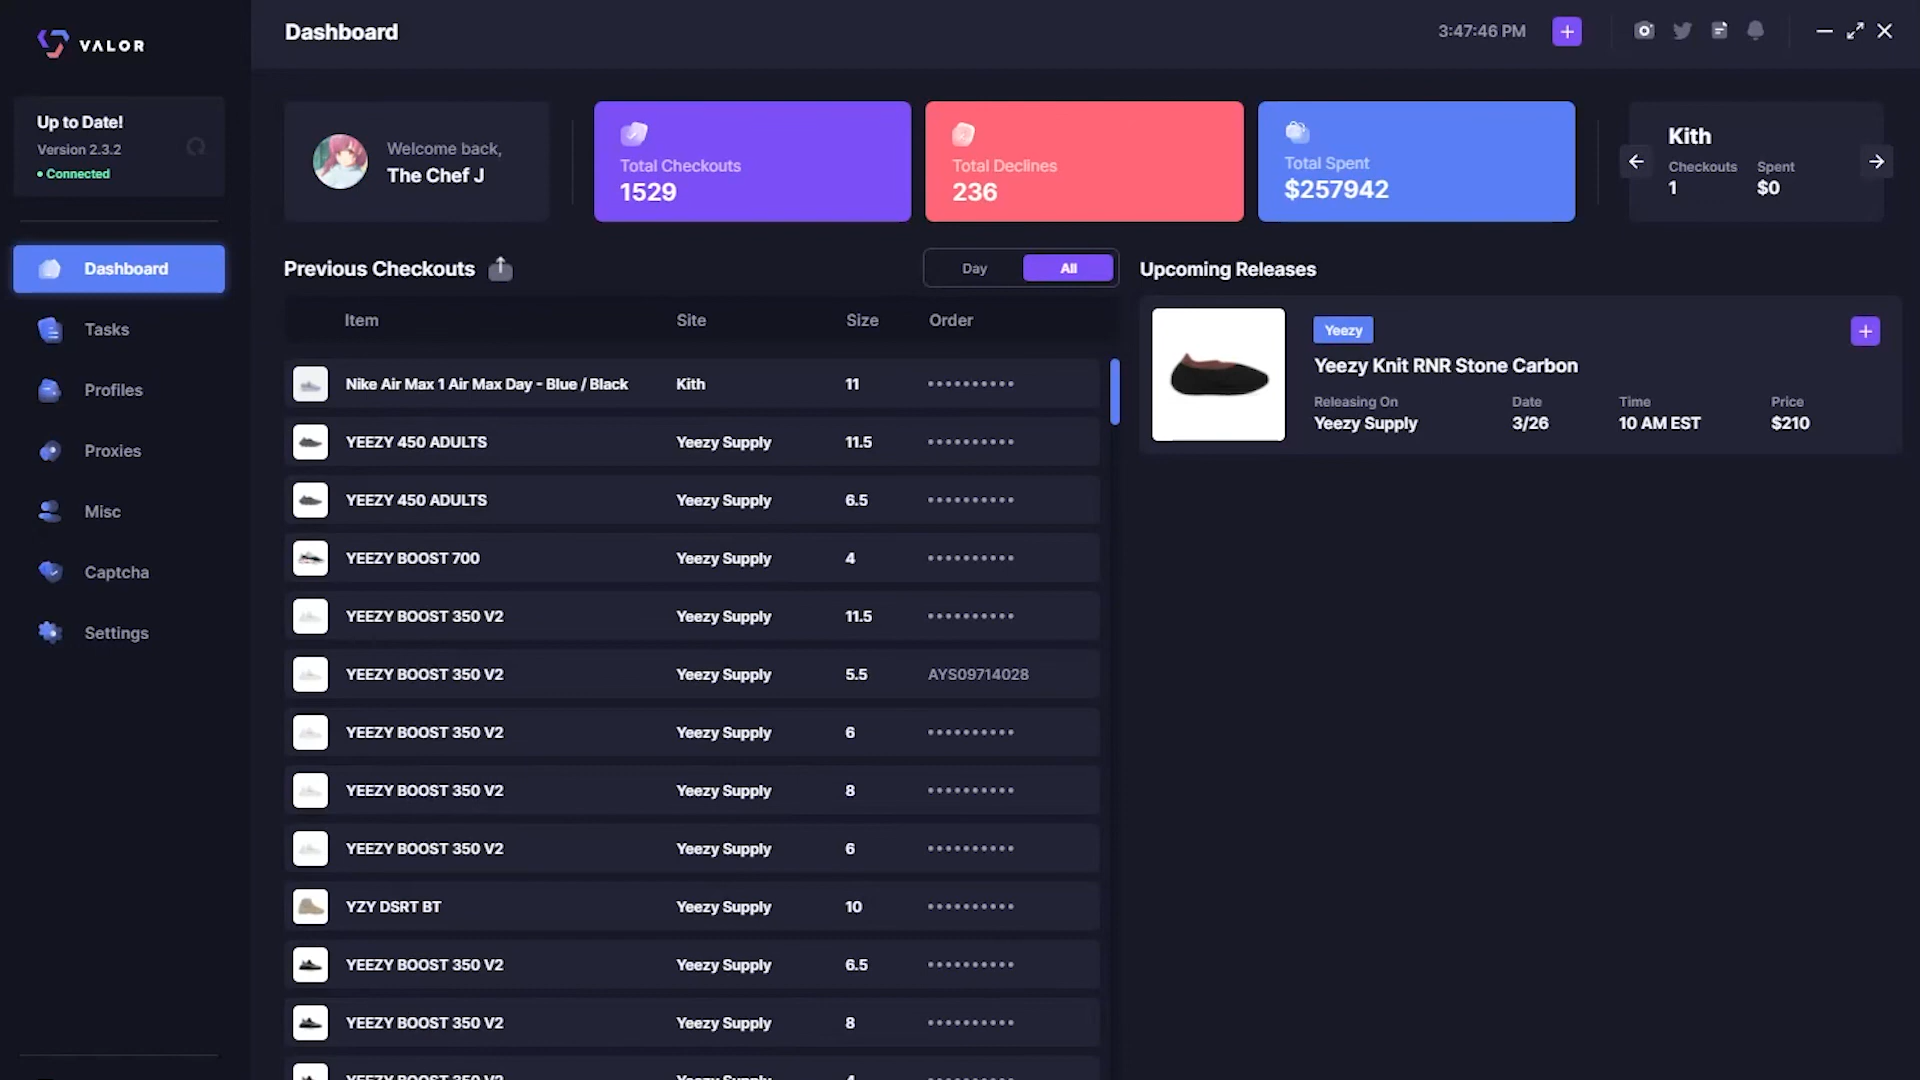 VALOR
Dashboard
3:47:46 PM
Up to Date!
Version 2.3.2
Connected
Dashboard
Tasks
Profiles
Proxies
Misc
Captcha
Settings
Welcome back,
The Chef J
Total Checkouts
1529
Total Declines
236
Total Spent
$257942
Kith
Checkouts Spent
1 $0
Previous Checkouts
Day All
Item Site Size Order
Nike Air Max 1 Air Max Day - Blue / Black Kith 11 ••••••••••
YEEZY 450 ADULTS Yeezy Supply 11.5 ••••••••••
YEEZY 450 ADULTS Yeezy Supply 6.5 ••••••••••
YEEZY BOOST 700 Yeezy Supply 4 ••••••••••
YEEZY BOOST 350 V2 Yeezy Supply 11.5 ••••••••••
YEEZY BOOST 350 V2 Yeezy Supply 5.5 AYS09714028
YEEZY BOOST 350 V2 Yeezy Supply 6 ••••••••••
YEEZY BOOST 350 V2 Yeezy Supply 8 ••••••••••
YEEZY BOOST 350 V2 Yeezy Supply 6 ••••••••••
YZY DSRT BT Yeezy Supply 10 ••••••••••
YEEZY BOOST 350 V2 Yeezy Supply 6.5 ••••••••••
YEEZY BOOST 350 V2 Yeezy Supply 8 ••••••••••
YEEZY BOOST 350 V2 Yeezy Supply 4 ••••••••••
Upcoming Releases
Yeezy
Yeezy Knit RNR Stone Carbon
Releasing On Date Time Price
Yeezy Supply 3/26 10 AM EST $210